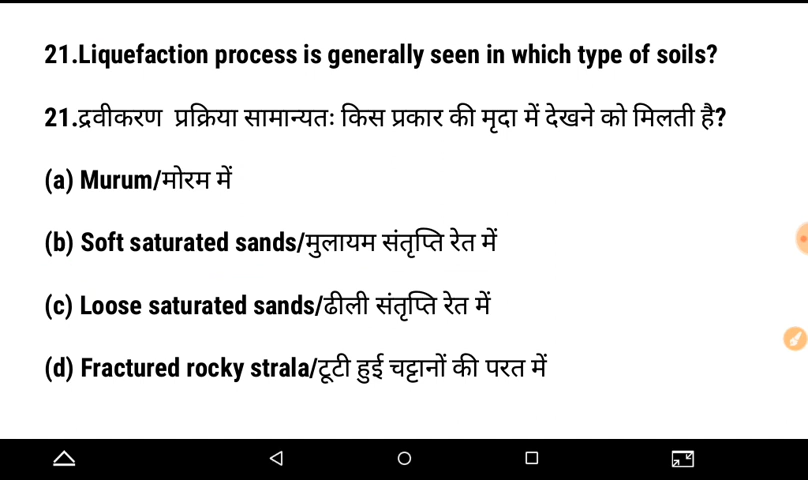 21.Liquefaction process is generally seen in which type of soils?
21.द्रवीकरण प्रक्रिया सामान्यतः किस प्रकार की मृदा में देखने को मिलती है?
(a) Murum/मोरम में
(b) Soft saturated sands/मुलायम संतृप्ति रेत में
(c) Loose saturated sands/ढीली संतृप्ति रेत में
(d) Fractured rocky strala/टूटी हुई चट्टानों की परत में